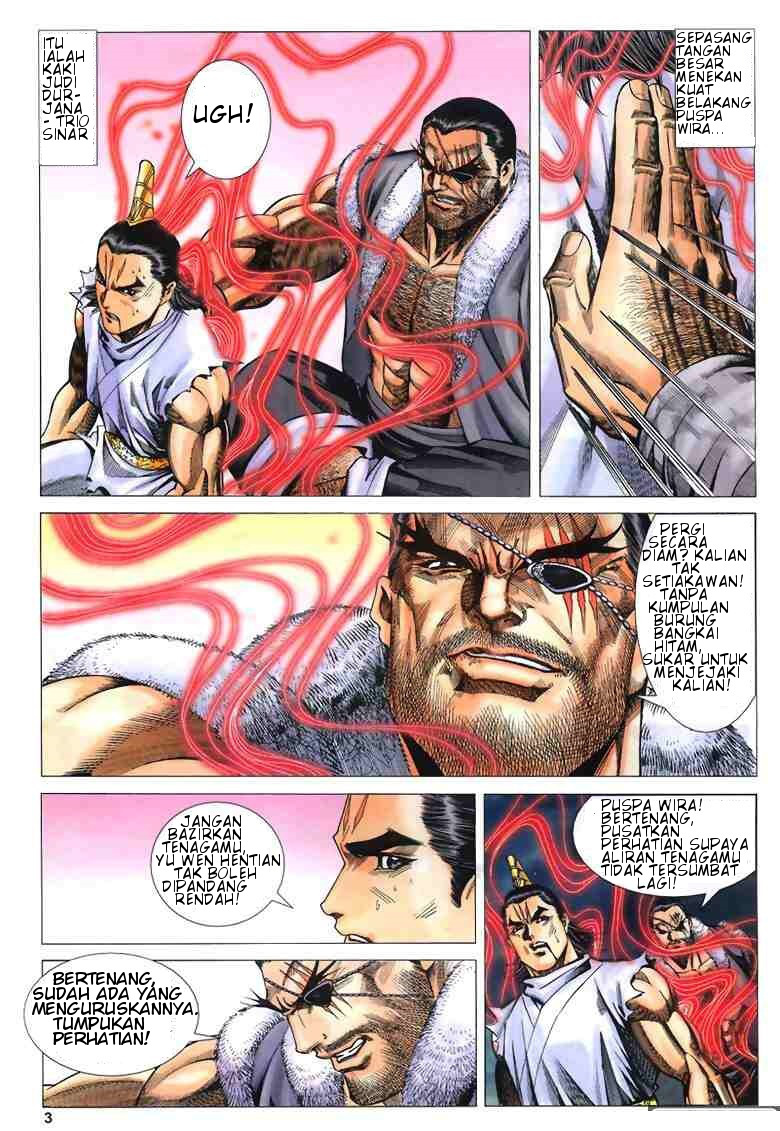 ITU
IALAH
KAKI
JUDI
DUR-
JANA
- TRIO
SINAR
UGH!
SEPASANG
TANGAN
BESAR
MENEKAN
KUAT
BELAKANG
PUSPA
WIRA...
PERGI
SECARA
DIAM? KALIAN
TAK
SETIAKAWAN!
TANPA
KUMPULAN
BURUNG
BANGKAI
HITAM,
SUKAR UNTUK
MENJEJAKI
KALIAN!
JANGAN
BAZIRKAN
TENAGAMU,
YU WEN HENTIAN
TAK BOLEH
DIPANDANG
RENDAH!
PUSPA WIRA!
BERTENANG,
PUSATKAN
PERHATIAN SUPAYA
ALIRAN TENAGAMU
TIDAK TERSUMBAT
LAGI!
BERTENANG,
SUDAH ADA YANG
MENGURUSKANNYA.
TUMPUKAN
PERHATIAN!
3